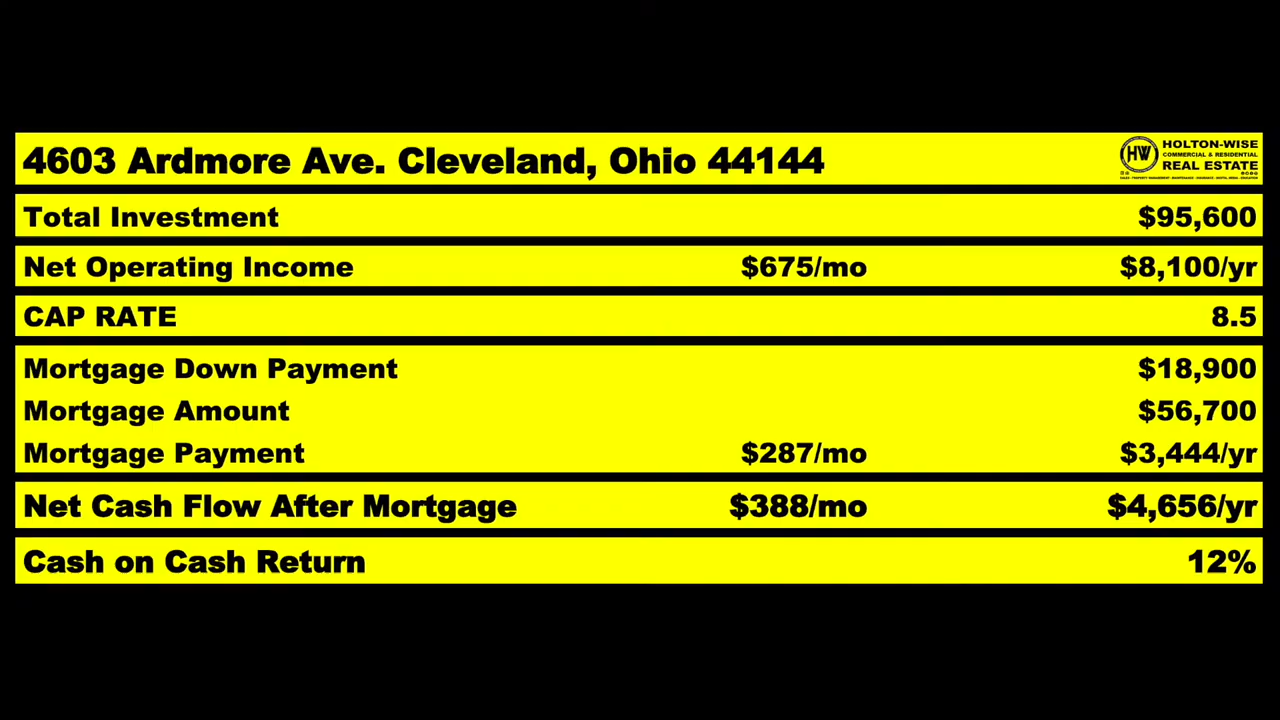 4603 Ardmore Ave. Cleveland, Ohio 44144
HW
HOLTON-WISE
COMMERCIAL & RESIDENTIAL
REAL ESTATE
Total Investment $95,600
Net Operating Income $675/mo $8,100/yr
CAP RATE 8.5
Mortgage Down Payment $18,900
Mortgage Amount $56,700
Mortgage Payment $287/mo $3,444/yr
Net Cash Flow After Mortgage $388/mo $4,656/yr
Cash on Cash Return 12%